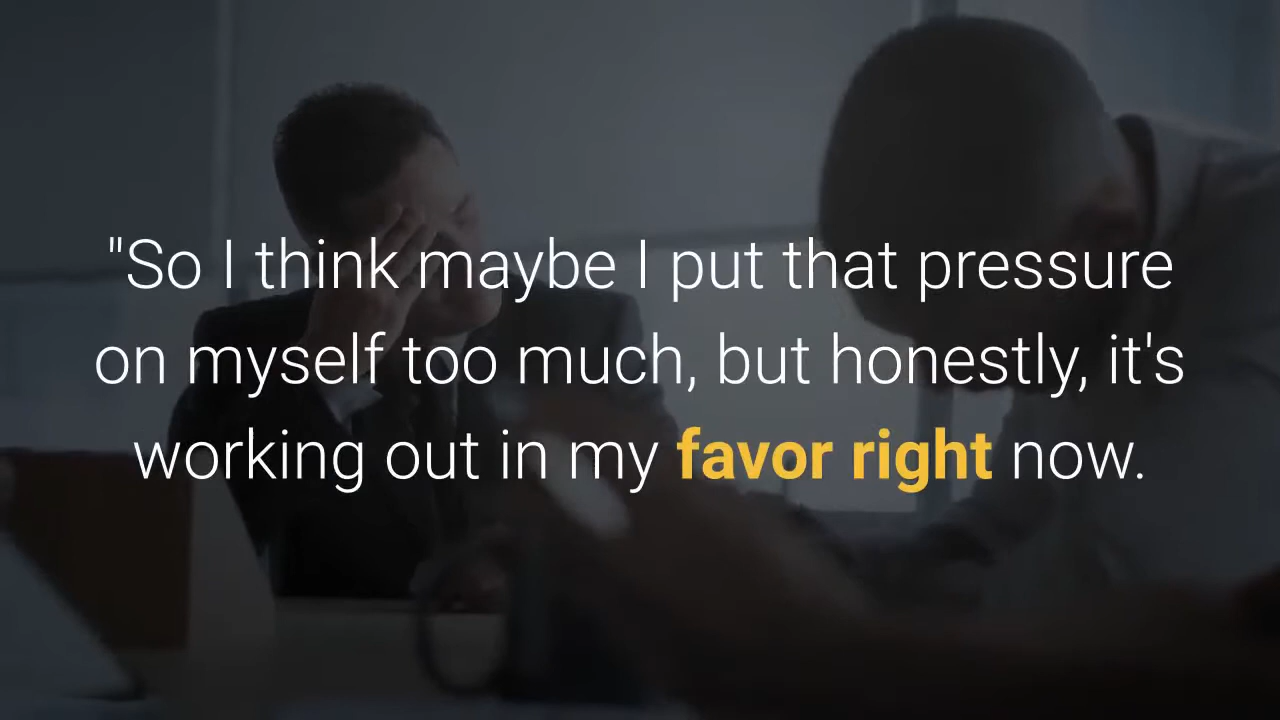 "So I think maybe I put that pressure
on myself too much, but honestly, it's
working out in my favor right now.